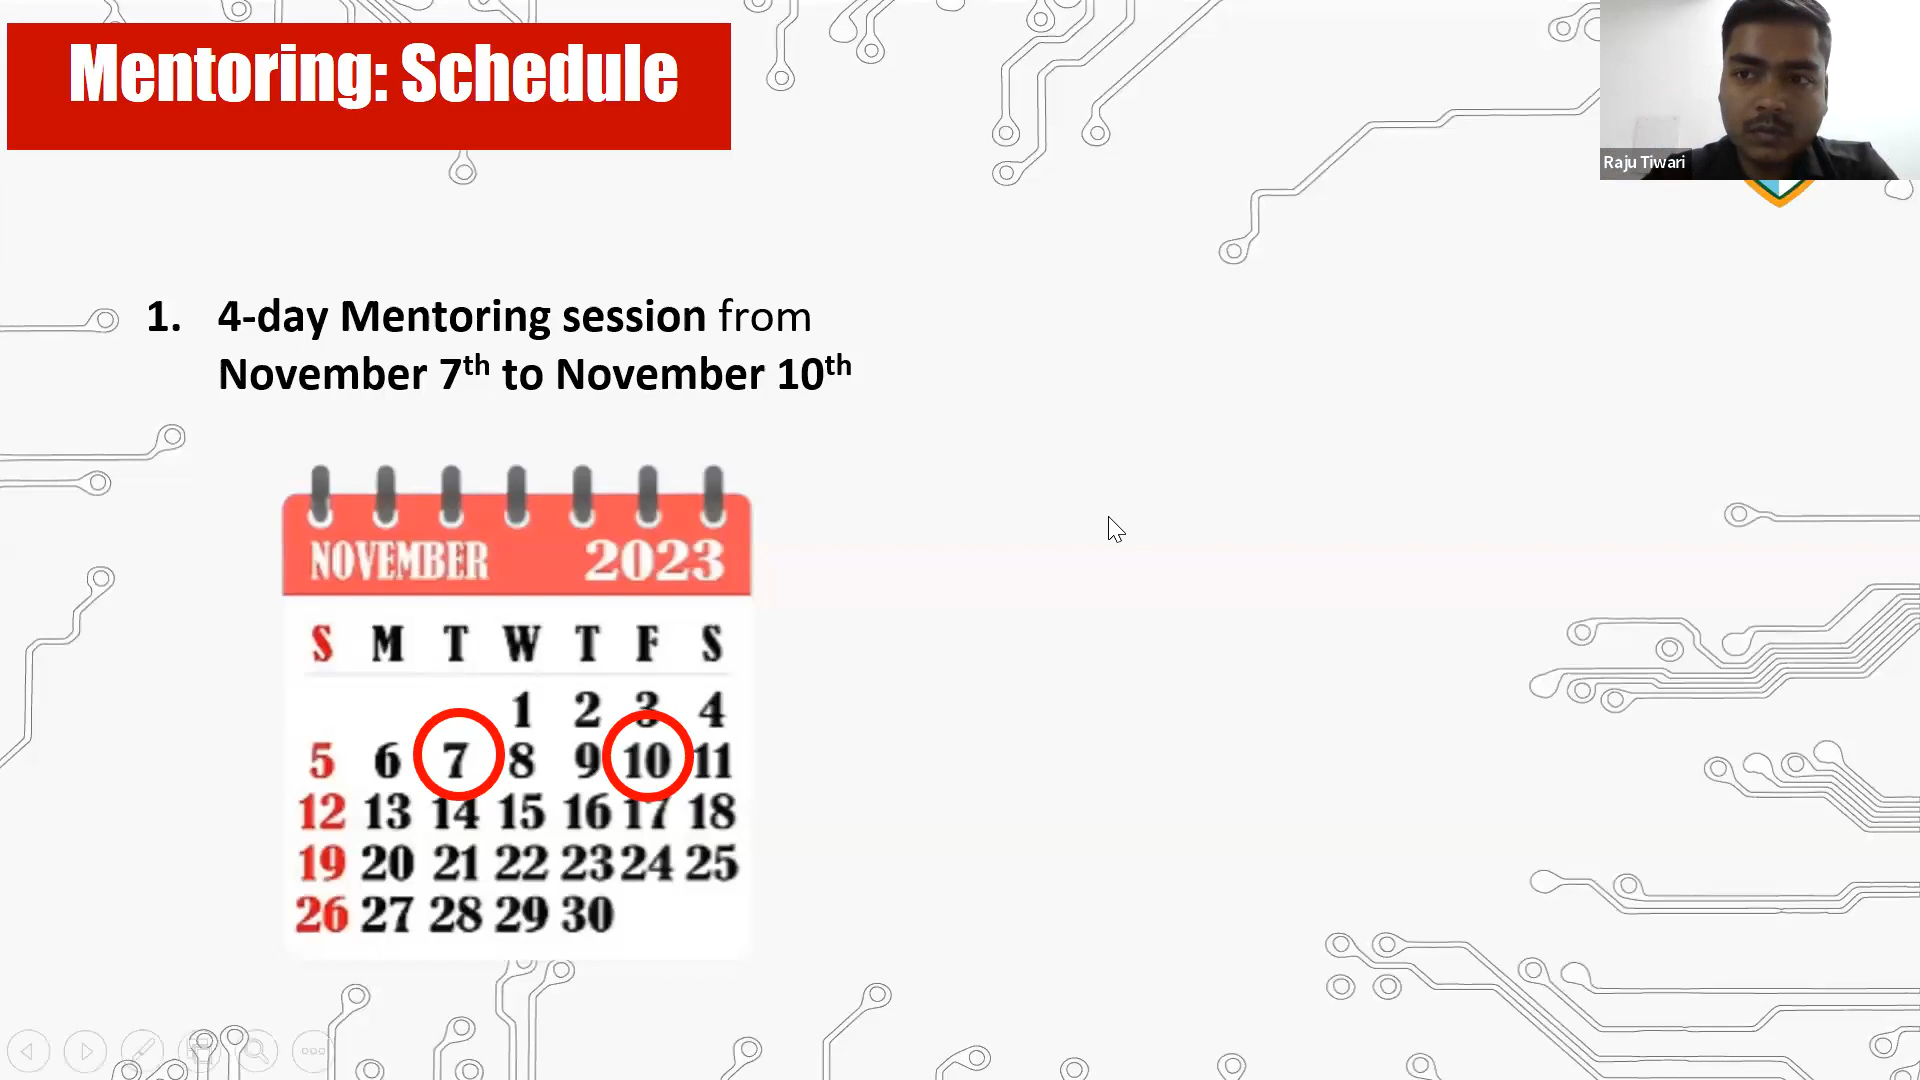 Mentoring: Schedule
Raju Tiwari
1. 4-day Mentoring session from
November 7th to November 10th
NOVEMBER 2023
S M T W T F S
1 2 3 4
5 6 7 8 9 10 11
12 13 14 15 16 17 18
19 20 21 22 23 24 25
26 27 28 29 30